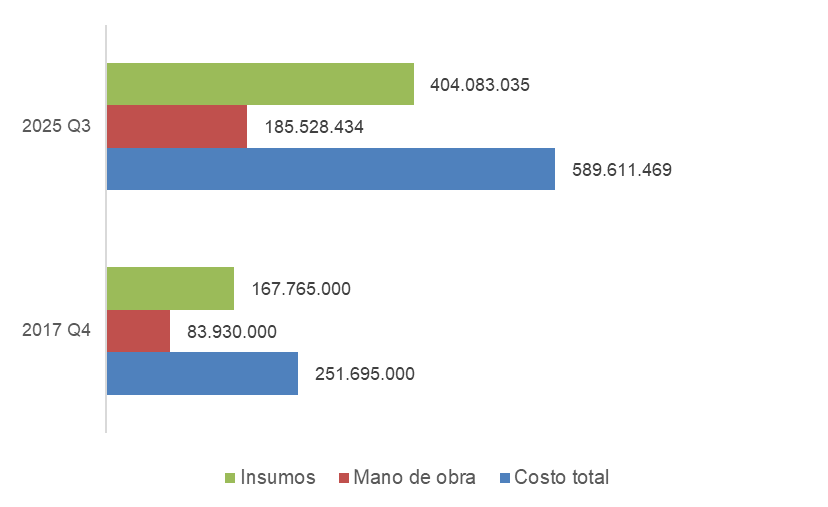 404.083.035
2025 Q3
185.528.434
589.611.469
167.765.000
2017 Q4
83.930.000
251.695.000
Insumos Mano de obra Costo total